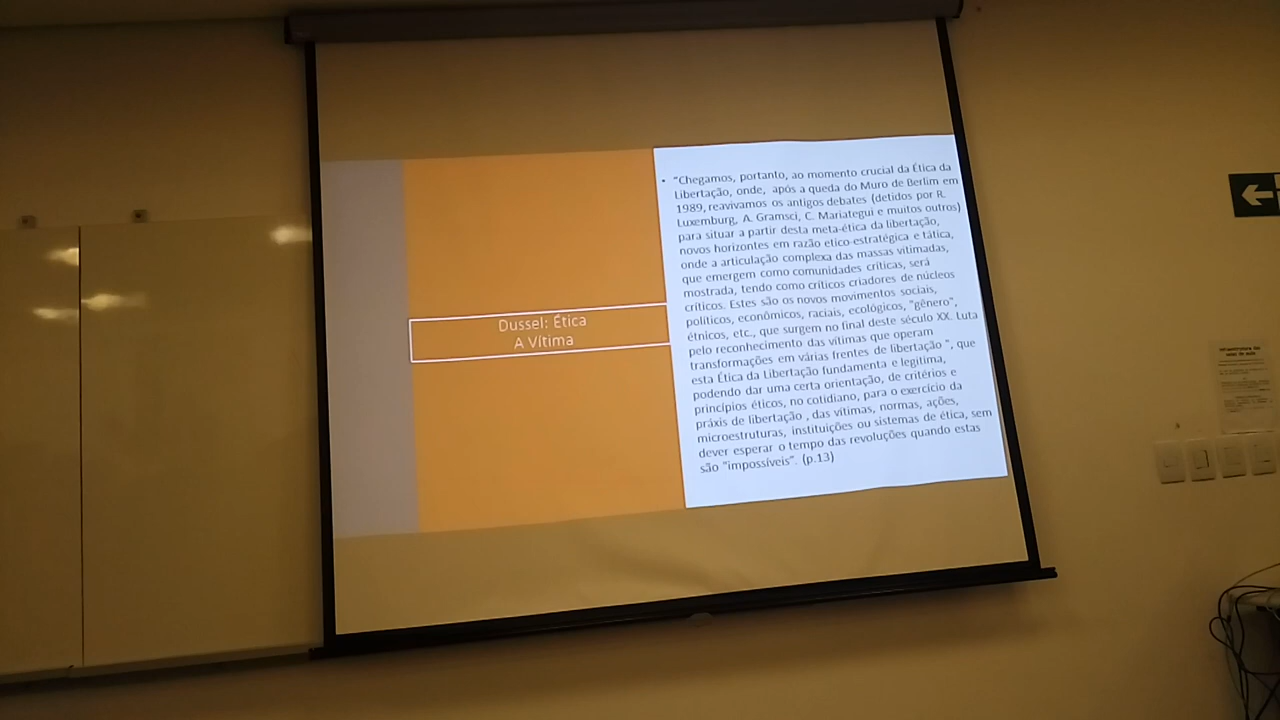 Dussel: Ética
A Vítima
• "Chegamos, portanto, ao momento crucial da Ética da
Libertação, onde, após a queda do Muro de Berlim em
1989, reavivamos os antigos debates (detidos por R.
Luxemburg, A. Gramsci, C. Mariategui e muitos outros)
para situar a partir desta meta-ética da libertação,
novos horizontes em razão etico-estratégica e tática,
onde a articulação complexa das massas vitimadas,
que emergem como comunidades críticas, será
mostrada, tendo como críticos criadores de núcleos
críticos. Estes são os novos movimentos sociais,
políticos, econômicos, raciais, ecológicos, "gênero",
étnicos, etc., que surgem no final deste século XX. Luta
pelo reconhecimento das vítimas que operam
transformações em várias frentes de libertação ", que
esta Ética da Libertação fundamenta e legitima,
podendo dar uma certa orientação, de critérios e
princípios éticos, no cotidiano, para o exercício da
práxis de libertação , das vítimas, normas, ações,
microestruturas, instituições ou sistemas de ética, sem
dever esperar o tempo das revoluções quando estas
são "impossíveis". (p.13)